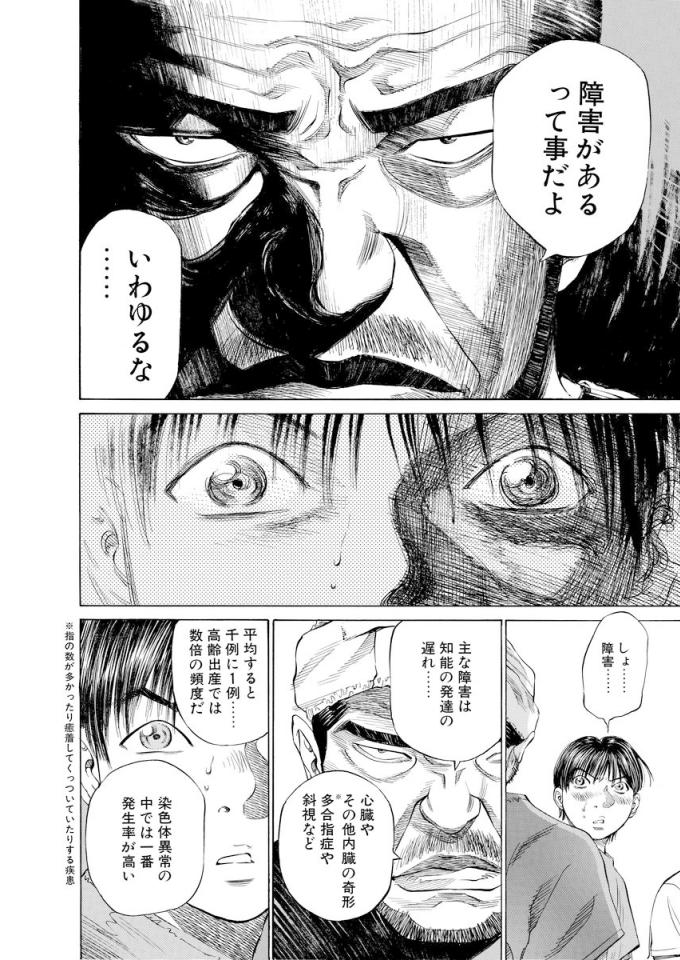 障害がある
って事だよ
いわゆるな
……
しょ……
障害……
主な障害は
知能の発達の
遅れ……
心臓や
その他内臓の奇形
多合指症や※
斜視など
平均すると
千例に1例……
高齢出産では
数倍の頻度だ
染色体異常の
中では一番
発生率が高い
※指の数が多かったり癒着してくっついていたりする疾患